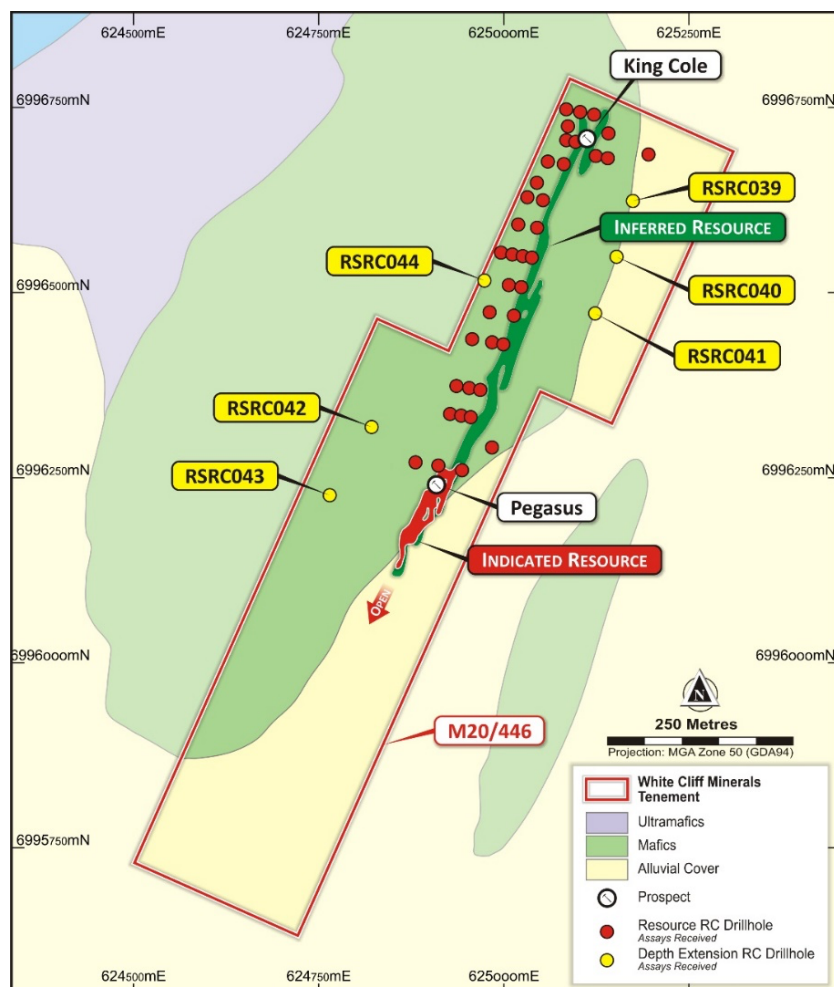 624500mE
624750mE
625000mE
625250mE
King Cole
6996750mN
6996750mN
RSRC039
INFERRED RESOURCE
RSRC044
RSRC040
6996500mN
6996500mN
RSRC041
RSRC042
6996250mN
6996250mN
RSRC043
Pegasus
INDICATED RESOURCE
OPEN
6996000mN
6996000mN
N
250 Metres
M20/446
Projection: MGA Zone 50 (GDA94)
White Cliff Minerals
Tenement
Ultramafics
6995750mN
Mafics
Alluvial Cover
Prospect
Resource RC Drillhole
Assays Received
Depth Extension RC Drillhole
Assays Received
624500mE
624750mE
625000mE
625250mE